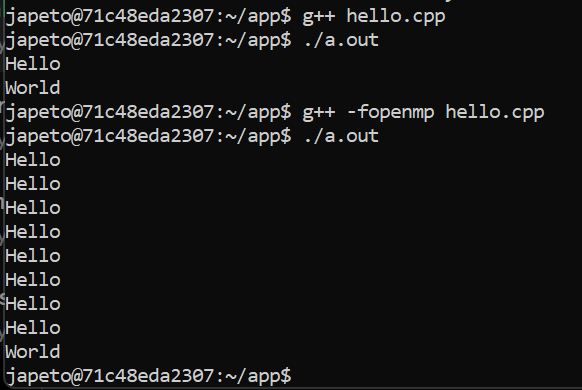 japeto@71c48eda2307:~/app$ g++ hello.cpp
japeto@71c48eda2307:~/app$ ./a.out
Hello
World
japeto@71c48eda2307:~/app$ g++ -fopenmp hello.cpp
japeto@71c48eda2307:~/app$ ./a.out
Hello
Hello
Hello
Hello
Hello
Hello
Hello
Hello
World
japeto@71c48eda2307:~/app$